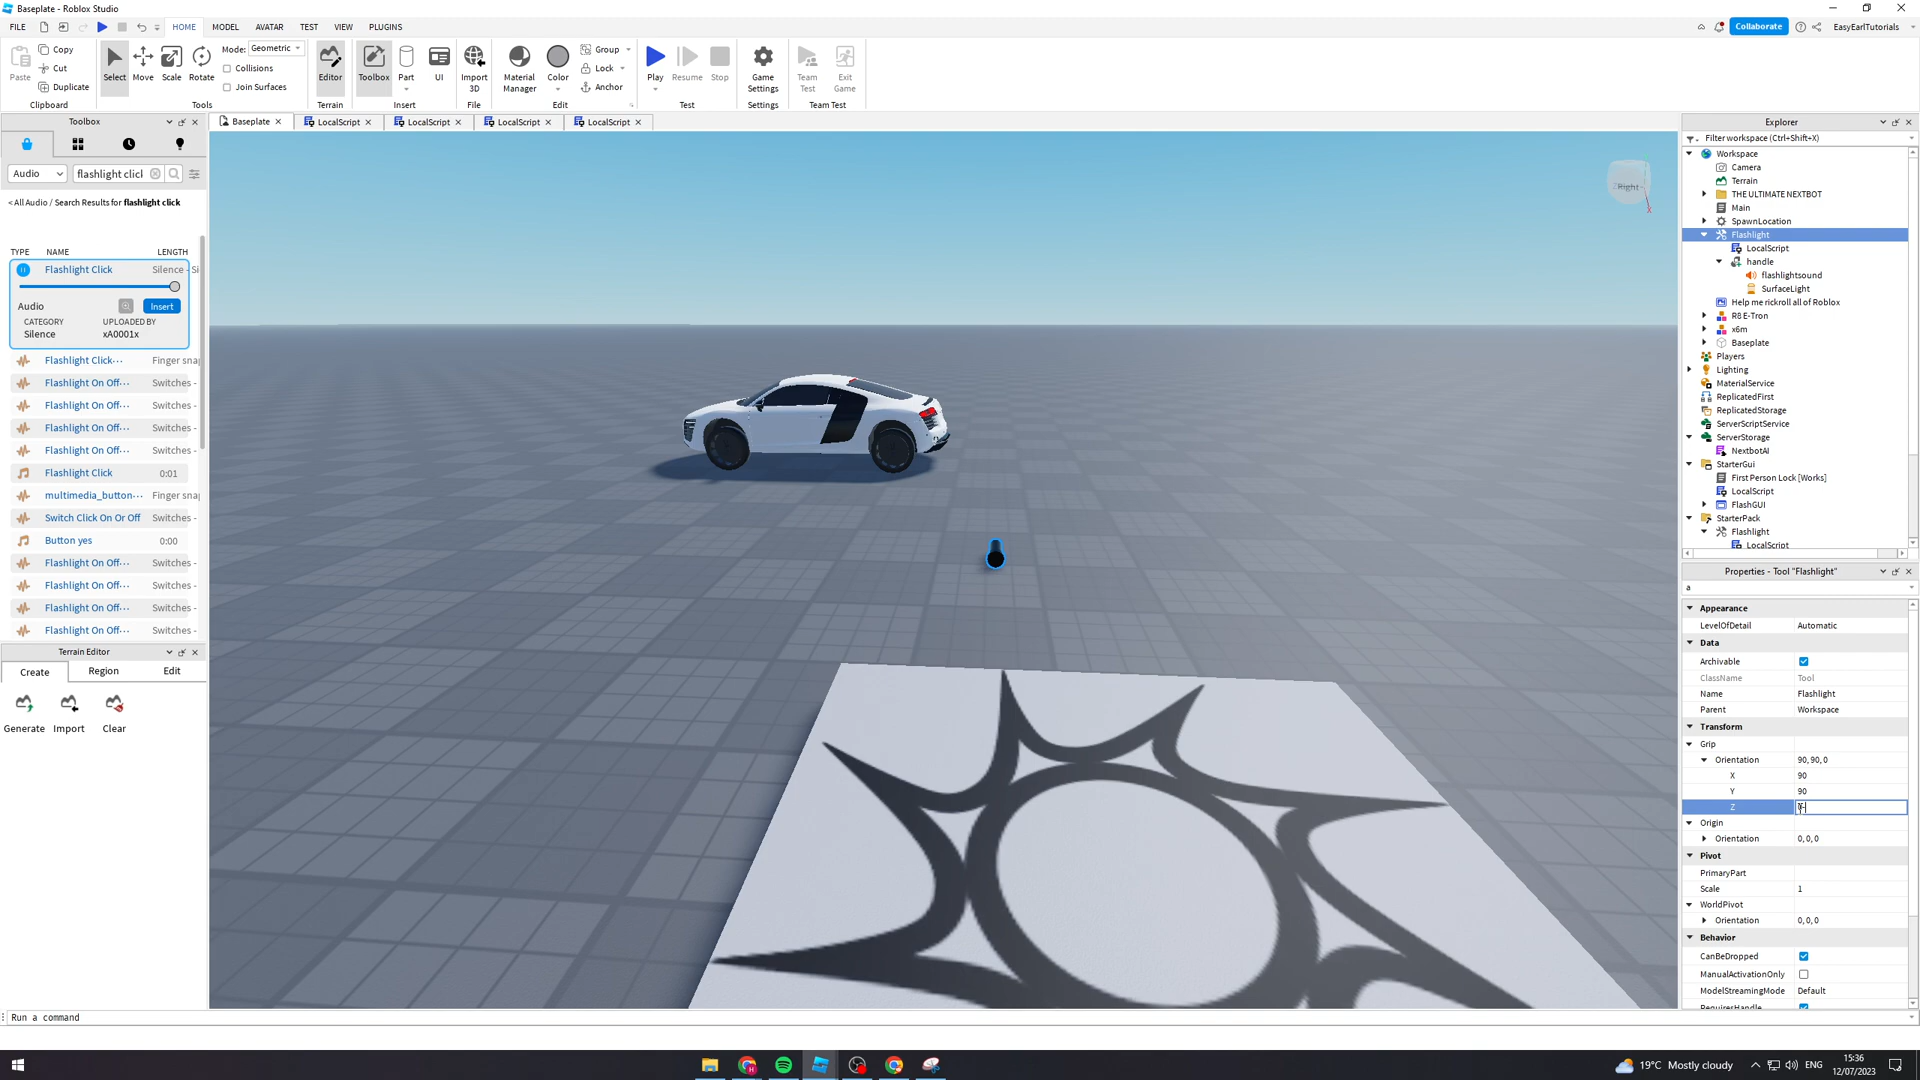 Baseplate - Roblox Studio
FILE
HOME
MODEL
AVATAR
TEST
VIEW
PLUGINS
Collaborate
EasyEarlTutorials
Paste
Copy
Cut
Duplicate
Clipboard
Select
Move
Scale
Rotate
Mode: Geometric
Collisions
Join Surfaces
Tools
Editor
Terrain
Toolbox
Part
UI
Insert
Import 3D
File
Material Manager
Color
Group
Lock
Anchor
Edit
Play
Resume
Stop
Test
Game Settings
Settings
Team Test
Exit Game
Team Test
Toolbox
Audio
flashlight clicl
< All Audio / Search Results for flashlight click
TYPE NAME LENGTH
Flashlight Click Silence - Si
Audio
Insert
CATEGORY UPLOADED BY
Silence xA0001x
Flashlight Click... Finger snap
Flashlight On Off... Switches -
Flashlight On Off... Switches -
Flashlight On Off... Switches -
Flashlight On Off... Switches -
Flashlight Click 0:01
multimedia_button... Finger snap
Switch Click On Or Off Switches -
Button yes 0:00
Flashlight On Off... Switches -
Flashlight On Off... Switches -
Flashlight On Off... Switches -
Flashlight On Off... Switches -
Terrain Editor
Create Region Edit
Generate Import Clear
Baseplate
LocalScript
LocalScript
LocalScript
LocalScript
Right
X
Explorer
Filter workspace (Ctrl+Shift+X)
Workspace
Camera
Terrain
THE ULTIMATE NEXTBOT
Main
SpawnLocation
Flashlight
LocalScript
handle
flashlightsound
SurfaceLight
Help me rickroll all of Roblox
R8 E-Tron
x6m
Baseplate
Players
Lighting
MaterialService
ReplicatedFirst
ReplicatedStorage
ServerScriptService
ServerStorage
NextbotAI
StarterGui
First Person Lock [Works]
LocalScript
FlashGUI
StarterPack
Flashlight
LocalScript
Properties - Tool "Flashlight"
a
Appearance
LevelOfDetail Automatic
Data
Archivable
ClassName Tool
Name Flashlight
Parent Workspace
Transform
Grip
Orientation 90, 90, 0
X 90
Y 90
Z
Origin
Orientation 0, 0, 0
Pivot
PrimaryPart
Scale 1
WorldPivot
Orientation 0, 0, 0
Behavior
CanBeDropped
ManualActivationOnly
ModelStreamingMode Default
RequiresHandle
Run a command
19°C Mostly cloudy
ENG
15:36
12/07/2023